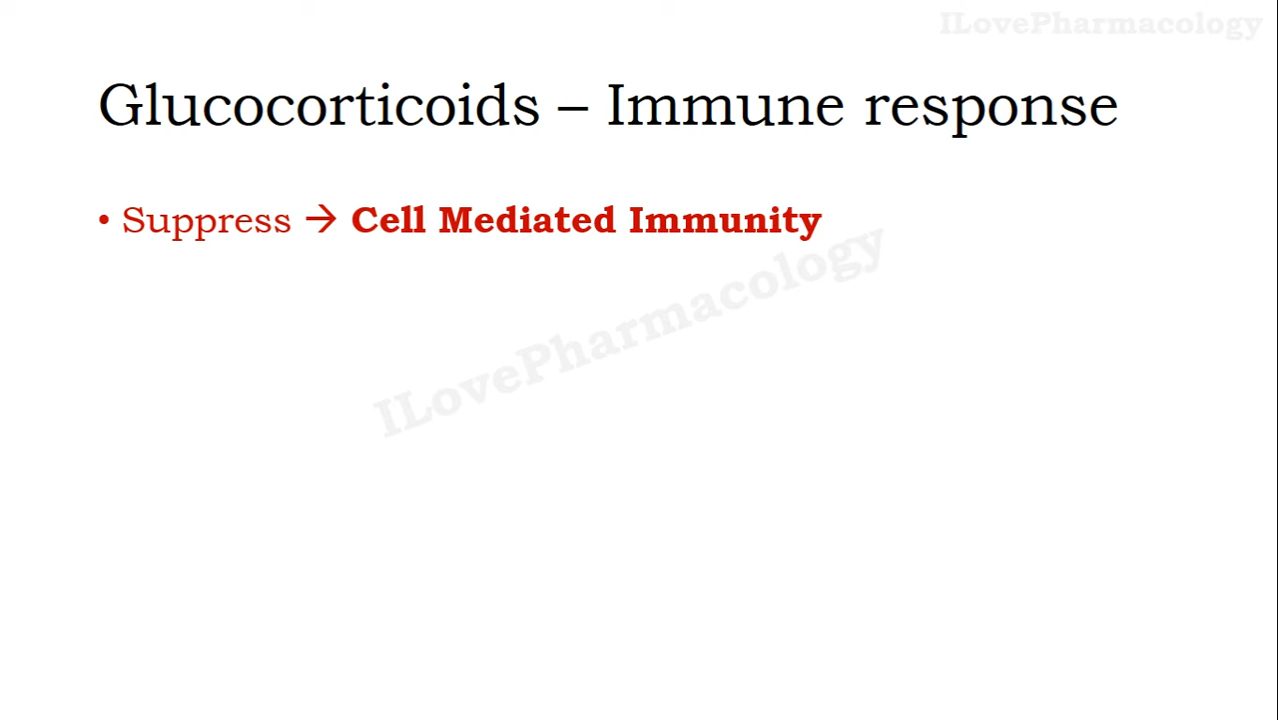 ILovePharmacology
Glucocorticoids – Immune response
• Suppress → Cell Mediated Immunity
ILovePharmacology